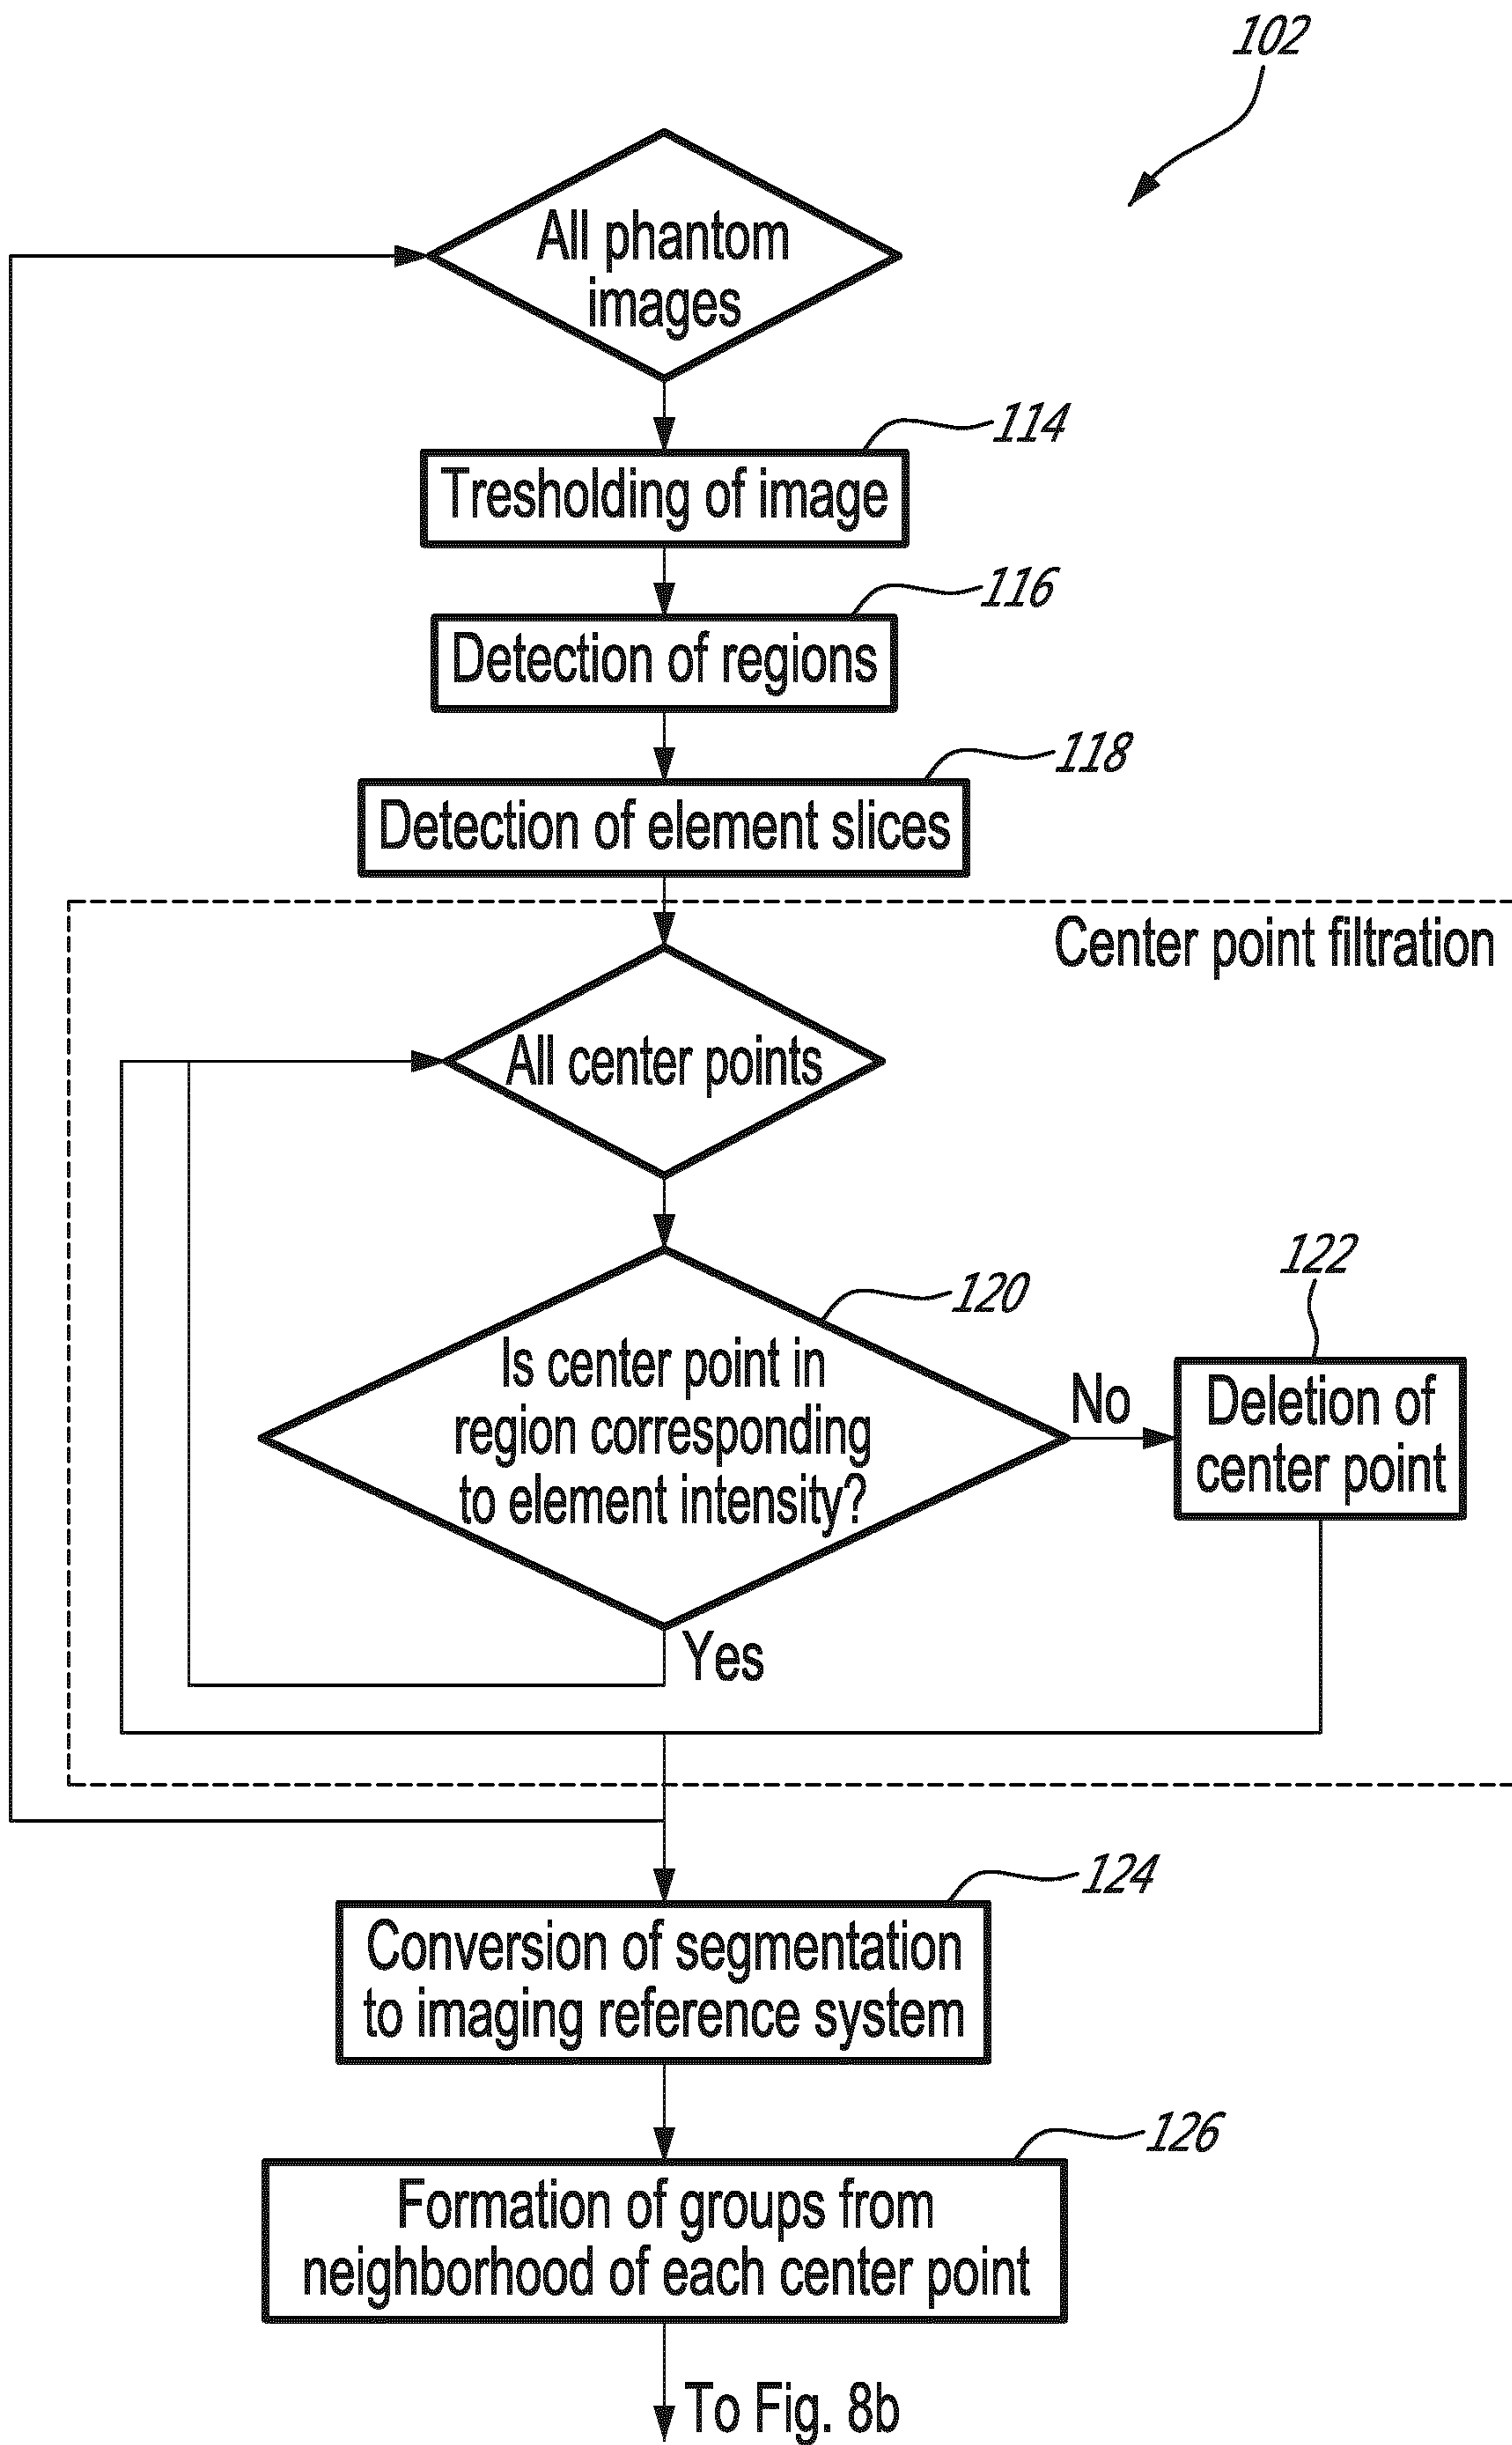 102
All phantom
images
114
Tresholding of image
116
Detection of regions
118
Detection of element slices
Center point filtration
All center points
120
Is center point in
region corresponding
to element intensity?
No
122
Deletion of
center point
Yes
124
Conversion of segmentation
to imaging reference system
126
Formation of groups from
neighborhood of each center point
To Fig. 8b